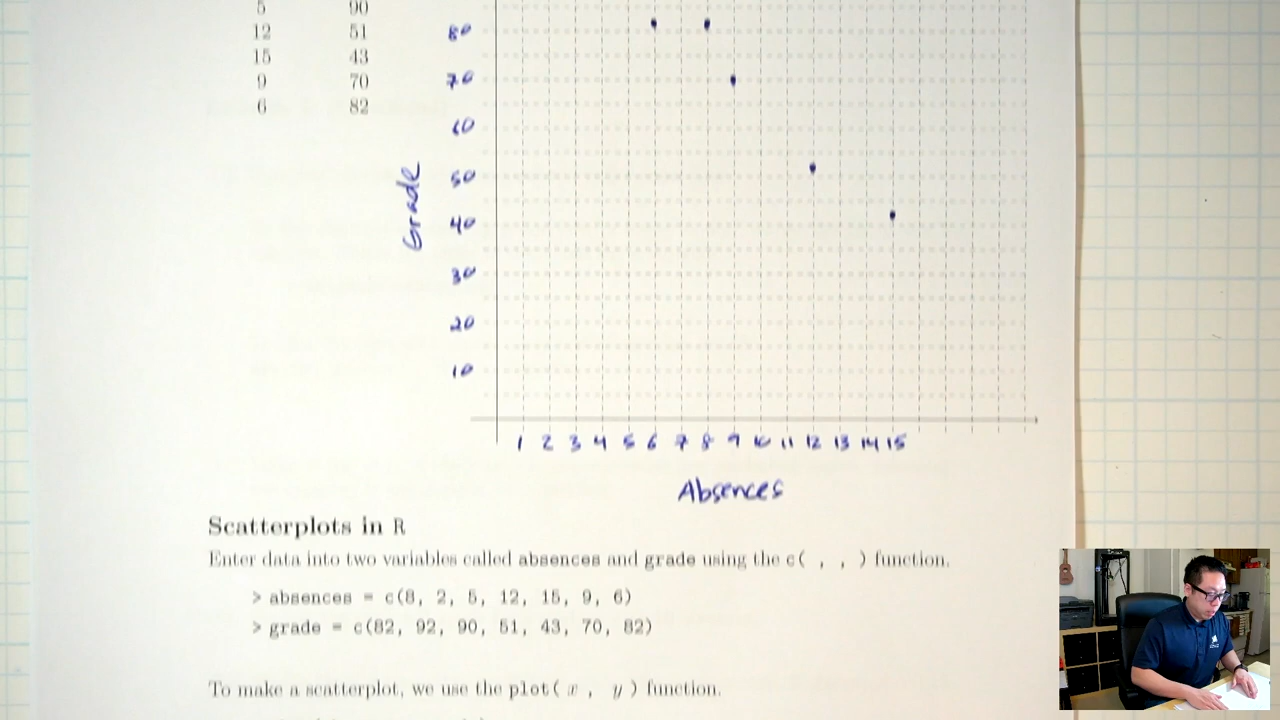 5 90
12 51
15 43
9 70
6 82
80
70
60
50
40
30
20
10
Grade
1 2 3 4 5 6 7 8 9 10 11 12 13 14 15
Absences
Scatterplots in R
Enter data into two variables called absences and grade using the c( , , ) function.
> absences = c(8, 2, 5, 12, 15, 9, 6)
> grade = c(82, 92, 90, 51, 43, 70, 82)
To make a scatterplot, we use the plot( x , y ) function.